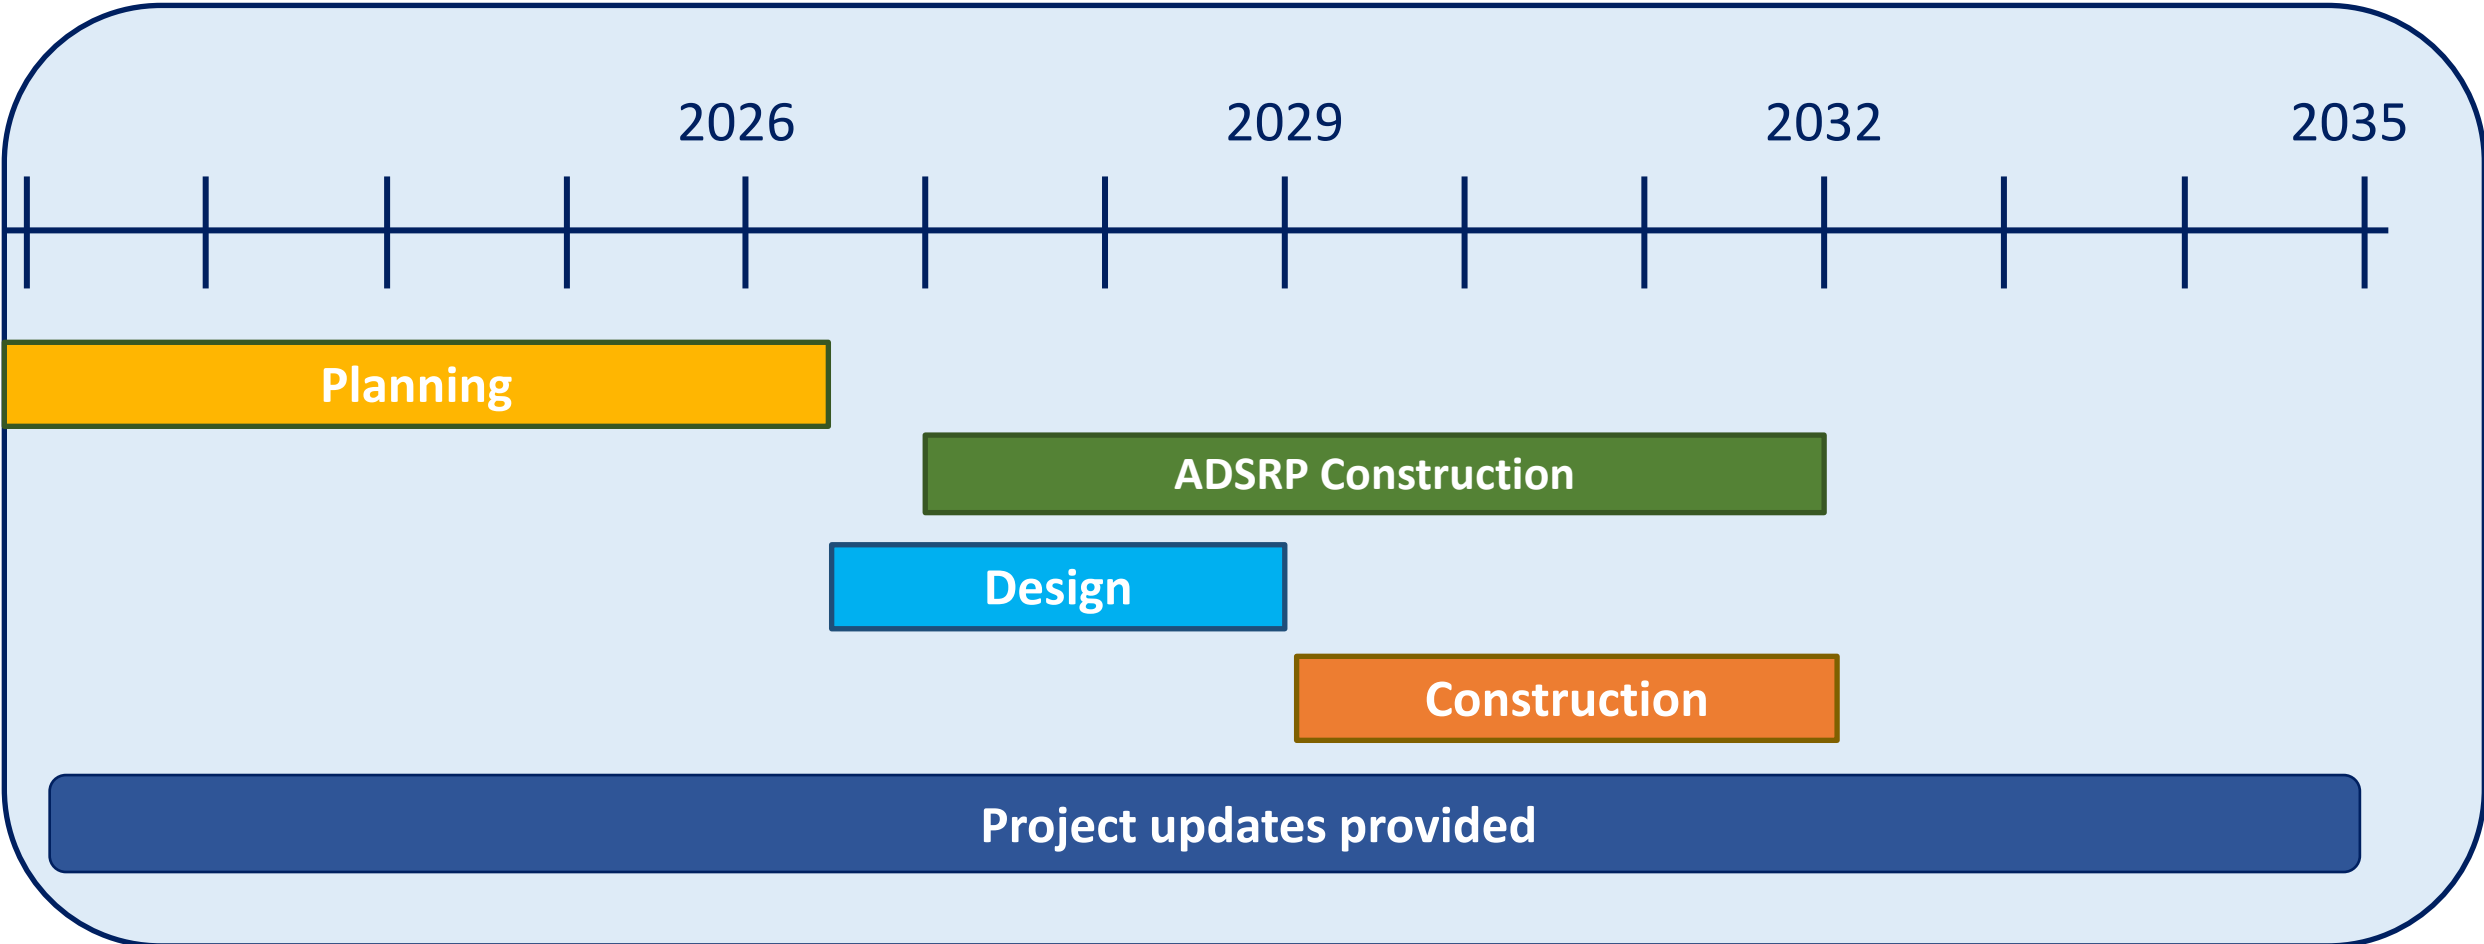 2026
2029
2032
2035
Planning
ADSRP Construction
Design
Construction
Project updates provided